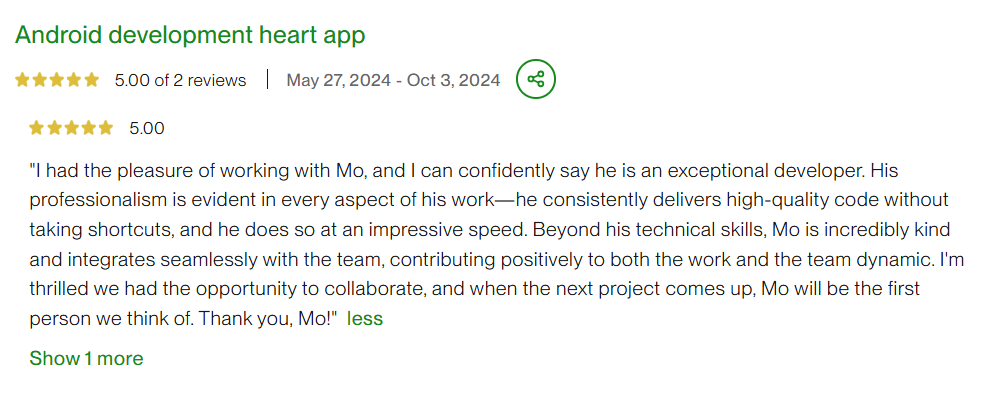 Android development heart app
5.00 of 2 reviews | May 27, 2024 - Oct 3, 2024
5.00
"I had the pleasure of working with Mo, and I can confidently say he is an exceptional developer. His
professionalism is evident in every aspect of his work—he consistently delivers high-quality code without
taking shortcuts, and he does so at an impressive speed. Beyond his technical skills, Mo is incredibly kind
and integrates seamlessly with the team, contributing positively to both the work and the team dynamic. I'm
thrilled we had the opportunity to collaborate, and when the next project comes up, Mo will be the first
person we think of. Thank you, Mo!" less
Show 1 more